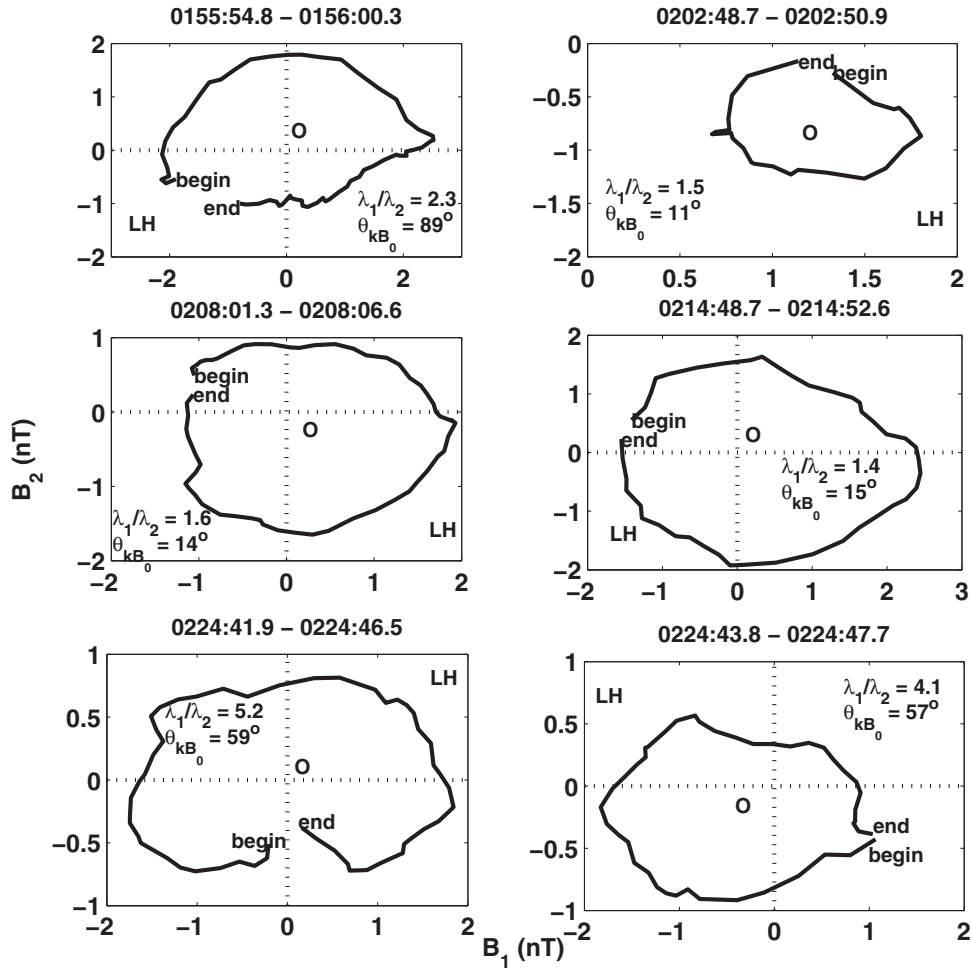 0155:54.8 – 0156:00.3
2
1
0
−1
−2
−2
0
2
O
begin
end
LH
λ1/λ2 = 2.3
θkB0 = 89°
0202:48.7 – 0202:50.9
0
−0.5
−1
−1.5
−2
0
0.5
1
1.5
2
end
begin
O
λ1/λ2 = 1.5
θkB0 = 11°
LH
0208:01.3 – 0208:06.6
1
0
−1
−2
−2
−1
0
1
2
begin
end
O
λ1/λ2 = 1.6
θkB0 = 14°
LH
0214:48.7 – 0214:52.6
2
1
0
−1
−2
−2
−1
0
1
2
3
begin
end
O
λ1/λ2 = 1.4
θkB0 = 15°
LH
B2 (nT)
0224:41.9 – 0224:46.5
1
0.5
0
−0.5
−1
−2
−1
0
1
2
LH
λ1/λ2 = 5.2
θkB0 = 59°
O
end
begin
0224:43.8 – 0224:47.7
1
0.5
0
−0.5
−1
−2
−1
0
1
2
LH
λ1/λ2 = 4.1
θkB0 = 57°
O
end
begin
B1 (nT)